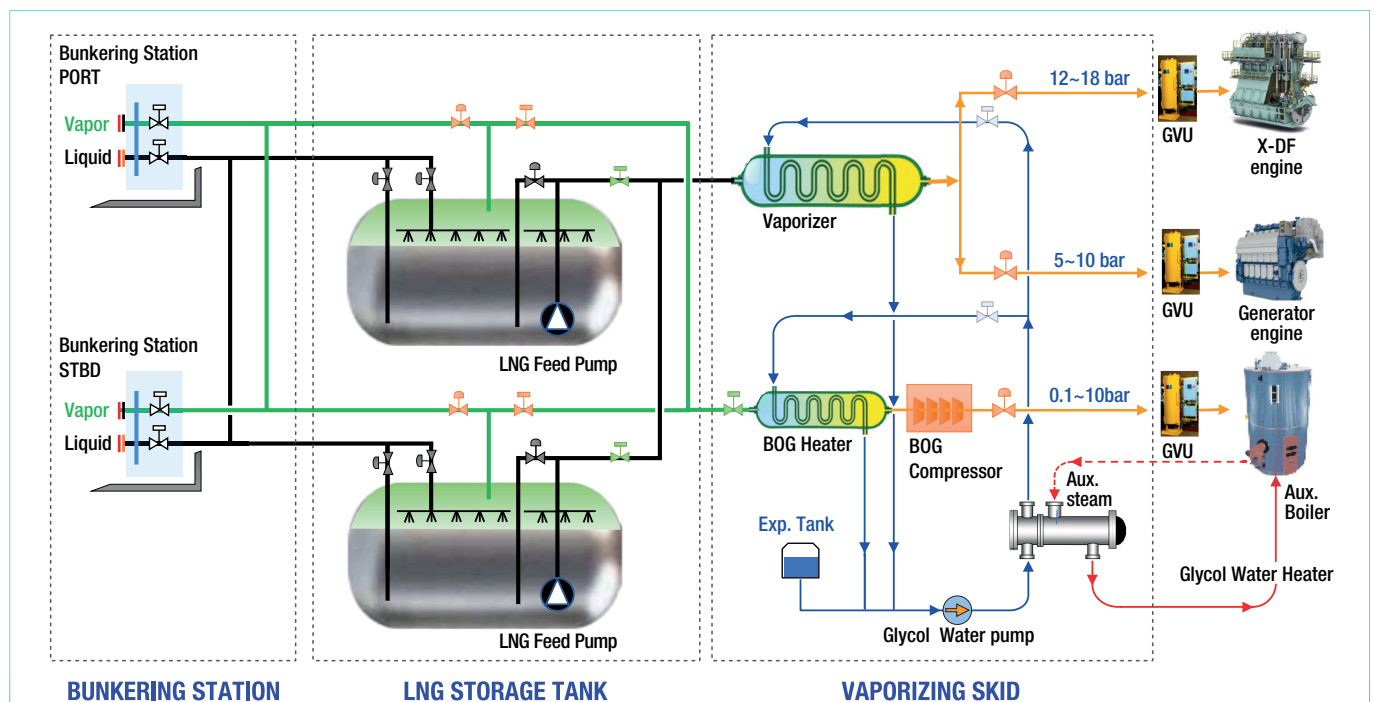 Bunkering Station
PORT
Vapor
Liquid
Bunkering Station
STBD
Vapor
Liquid
BUNKERING STATION
LNG Feed Pump
LNG Feed Pump
LNG STORAGE TANK
Vaporizer
12~18 bar
5~10 bar
BOG Heater
BOG
Compressor
0.1~10bar
Aux.
steam
Exp. Tank
Glycol Water pump
VAPORIZING SKID
GVU
X-DF
engine
GVU
Generator
engine
GVU
Aux.
Boiler
Glycol Water Heater